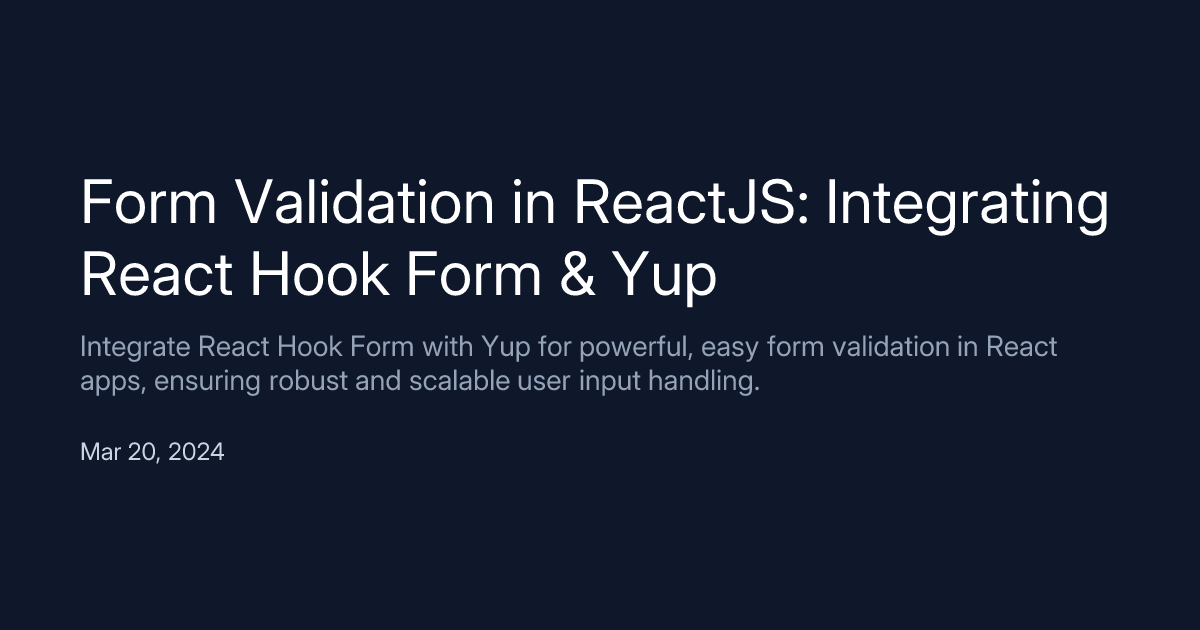 Form Validation in ReactJS: Integrating
React Hook Form & Yup
Integrate React Hook Form with Yup for powerful, easy form validation in React
apps, ensuring robust and scalable user input handling.
Mar 20, 2024